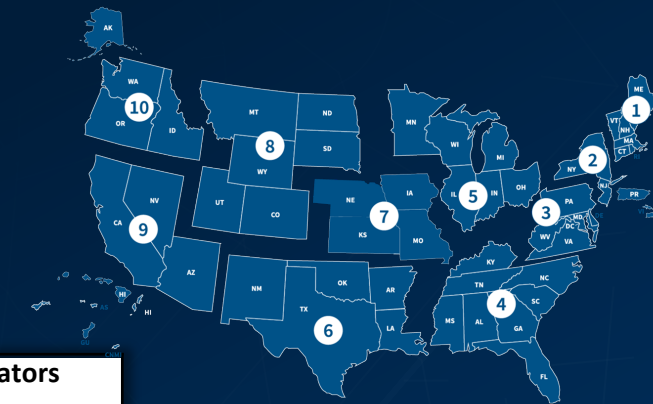 AK
WA
10
OR
ID
MT
ND
8
SD
WY
UT
CO
MN
WI
MI
IL
5
IN
OH
NE
IA
7
KS
MO
ME
1
VT
NH
MA
CT
RI
NY
2
NJ
PR
PA
3
MD
DC
WV
VA
NV
CA
9
AZ
NM
OK
AR
TX
6
LA
KY
TN
NC
4
SC
MS
AL
GA
FL
HI
AS
HI
GU
CNMI
ators